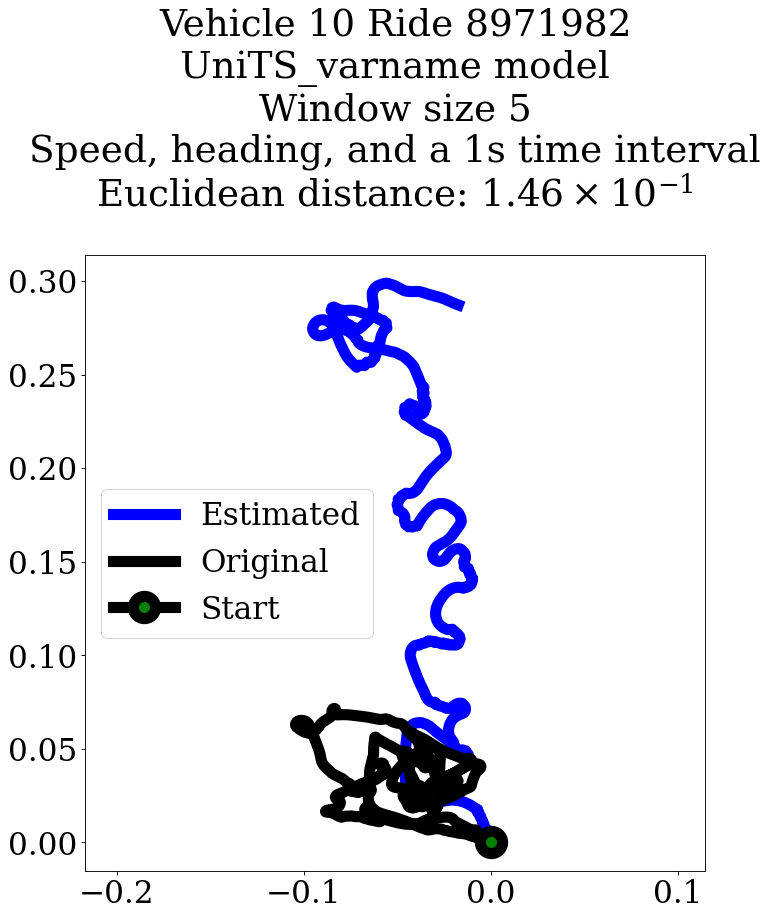 Vehicle 10 Ride 8971982
UniTS_varname model
Window size 5
Speed, heading, and a 1s time interval
Euclidean distance: 1.46 × 10⁻¹
0.30
0.25
0.20
0.15
0.10
0.05
0.00
Estimated
Original
Start
−0.2
−0.1
0.0
0.1